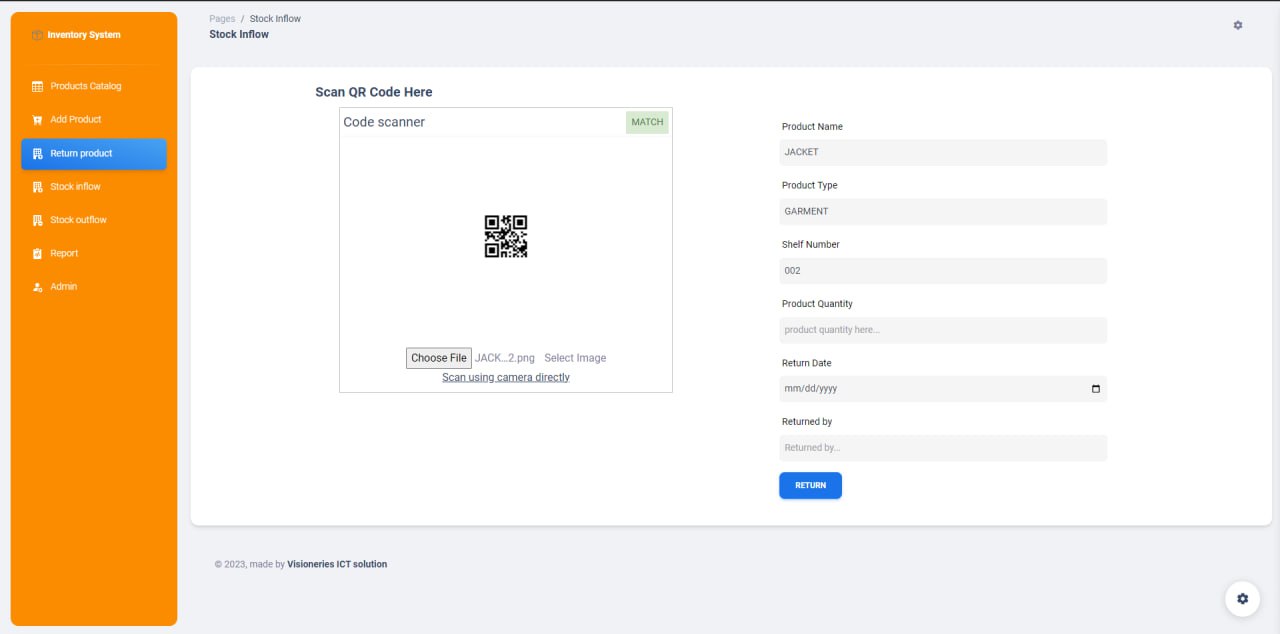 Inventory System
Products Catalog
Add Product
Return product
Stock inflow
Stock outflow
Report
Admin
Pages / Stock Inflow
Stock Inflow
Scan QR Code Here
Code scanner
MATCH
Choose File JACK...2.png Select Image
Scan using camera directly
Product Name
JACKET
Product Type
GARMENT
Shelf Number
002
Product Quantity
product quantity here...
Return Date
mm/dd/yyyy
Returned by
Returned by...
RETURN
© 2023, made by Visioneries ICT solution